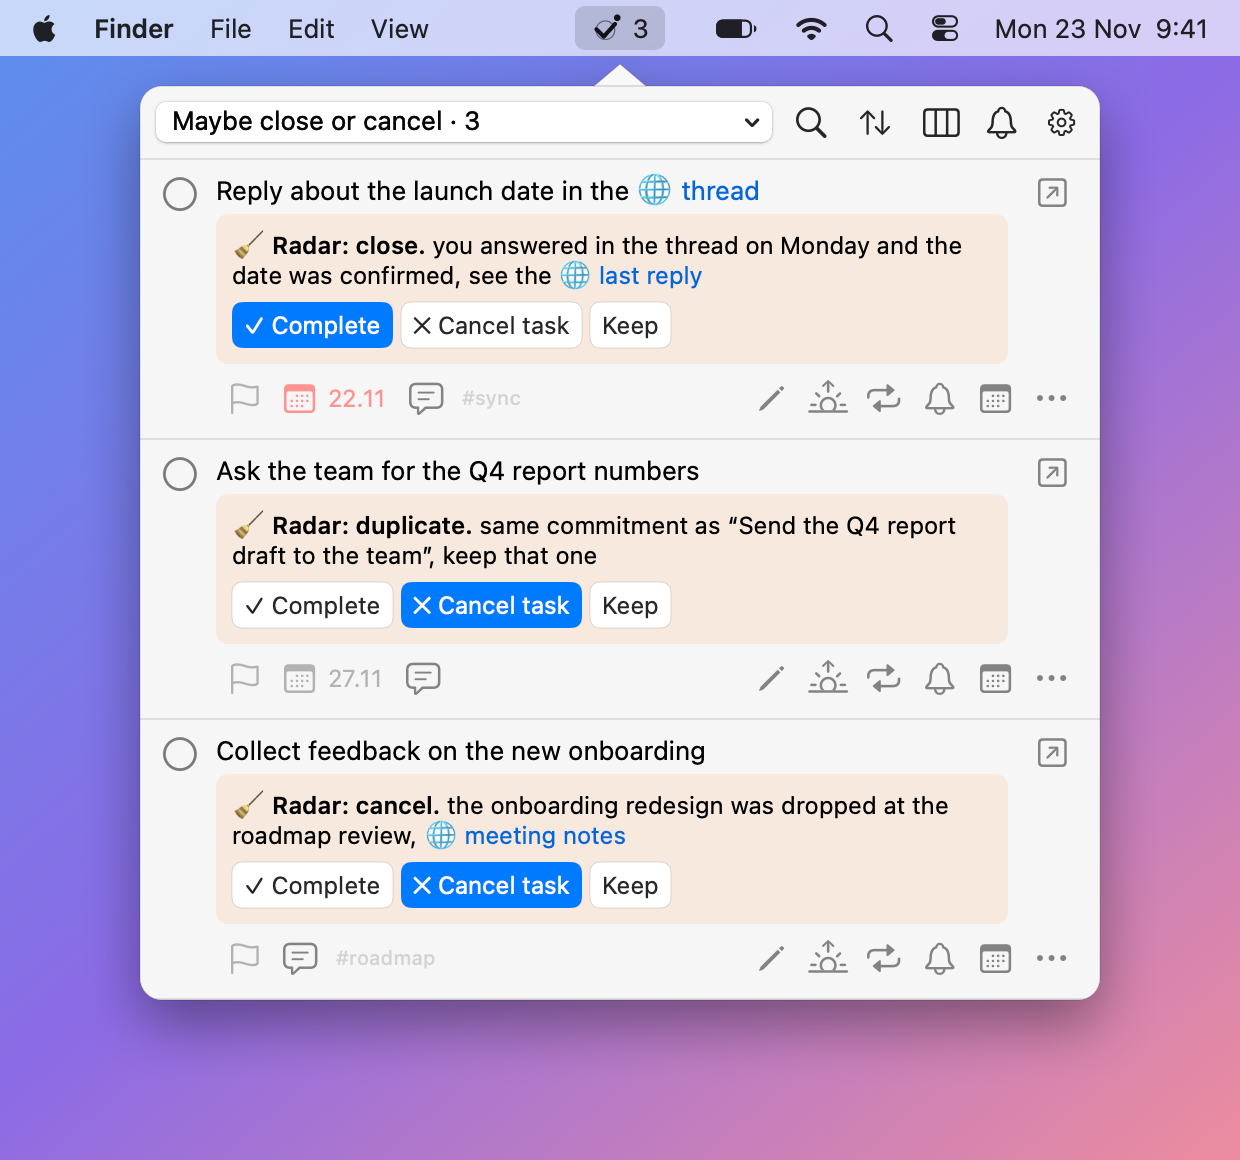 Finder File Edit View 3 Mon 23 Nov 9:41
Maybe close or cancel · 3
Reply about the launch date in the thread
Radar: close. you answered in the thread on Monday and the
date was confirmed, see the last reply
Complete Cancel task Keep
22.11 #sync
Ask the team for the Q4 report numbers
Radar: duplicate. same commitment as “Send the Q4 report
draft to the team”, keep that one
Complete Cancel task Keep
27.11
Collect feedback on the new onboarding
Radar: cancel. the onboarding redesign was dropped at the
roadmap review, meeting notes
Complete Cancel task Keep
#roadmap